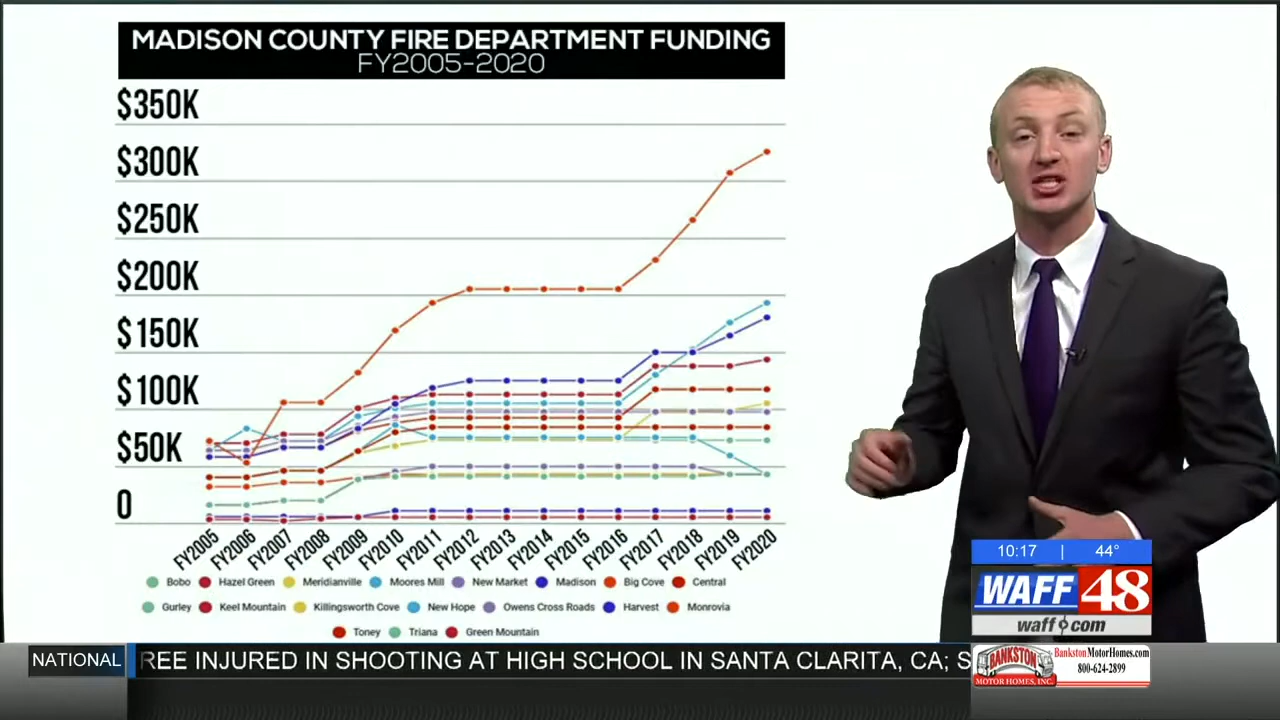 MADISON COUNTY FIRE DEPARTMENT FUNDING
FY2005-2020
$350K
$300K
$250K
$200K
$150K
$100K
$50K
0
FY2005 FY2006 FY2007 FY2008 FY2009 FY2010 FY2011 FY2012 FY2013 FY2014 FY2015 FY2016 FY2017 FY2018 FY2019 FY2020
Bobo Hazel Green Meridianville Moores Mill New Market Madison Big Cove Central
Gurley Keel Mountain Killingsworth Cove New Hope Owens Cross Roads Harvest Monrovia
Toney Triana Green Mountain
10:17 | 44°
WAFF 48
waff com
NATIONAL
REE INJURED IN SHOOTING AT HIGH SCHOOL IN SANTA CLARITA, CA; S
BANKSTON
MOTOR HOMES, INC.
BankstonMotorHomes.com
800-624-2899